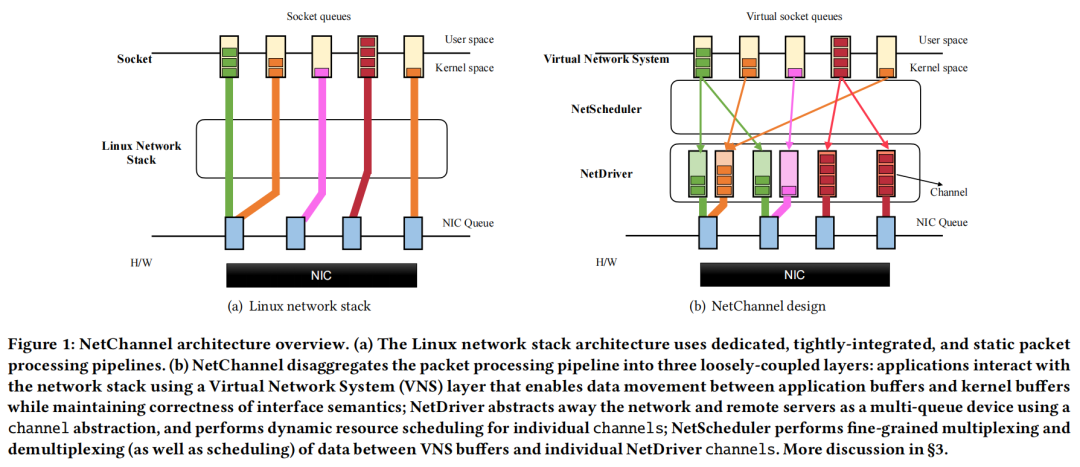 Socket queues
User space
Socket
Kernel space
Linux Network
Stack
NIC Queue
H/W
NIC
(a) Linux network stack
Virtual socket queues
User space
Virtual Network System
Kernel space
NetScheduler
NetDriver
Channel
NIC Queue
H/W
NIC
(b) NetChannel design
Figure 1: NetChannel architecture overview. (a) The Linux network stack architecture uses dedicated, tightly-integrated, and static packet
processing pipelines. (b) NetChannel disaggregates the packet processing pipeline into three loosely-coupled layers: applications interact with
the network stack using a Virtual Network System (VNS) layer that enables data movement between application buffers and kernel buffers
while maintaining correctness of interface semantics; NetDriver abstracts away the network and remote servers as a multi-queue device using a
channel abstraction, and performs dynamic resource scheduling for individual channels; NetScheduler performs fine-grained multiplexing and
demultiplexing (as well as scheduling) of data between VNS buffers and individual NetDriver channels. More discussion in §3.